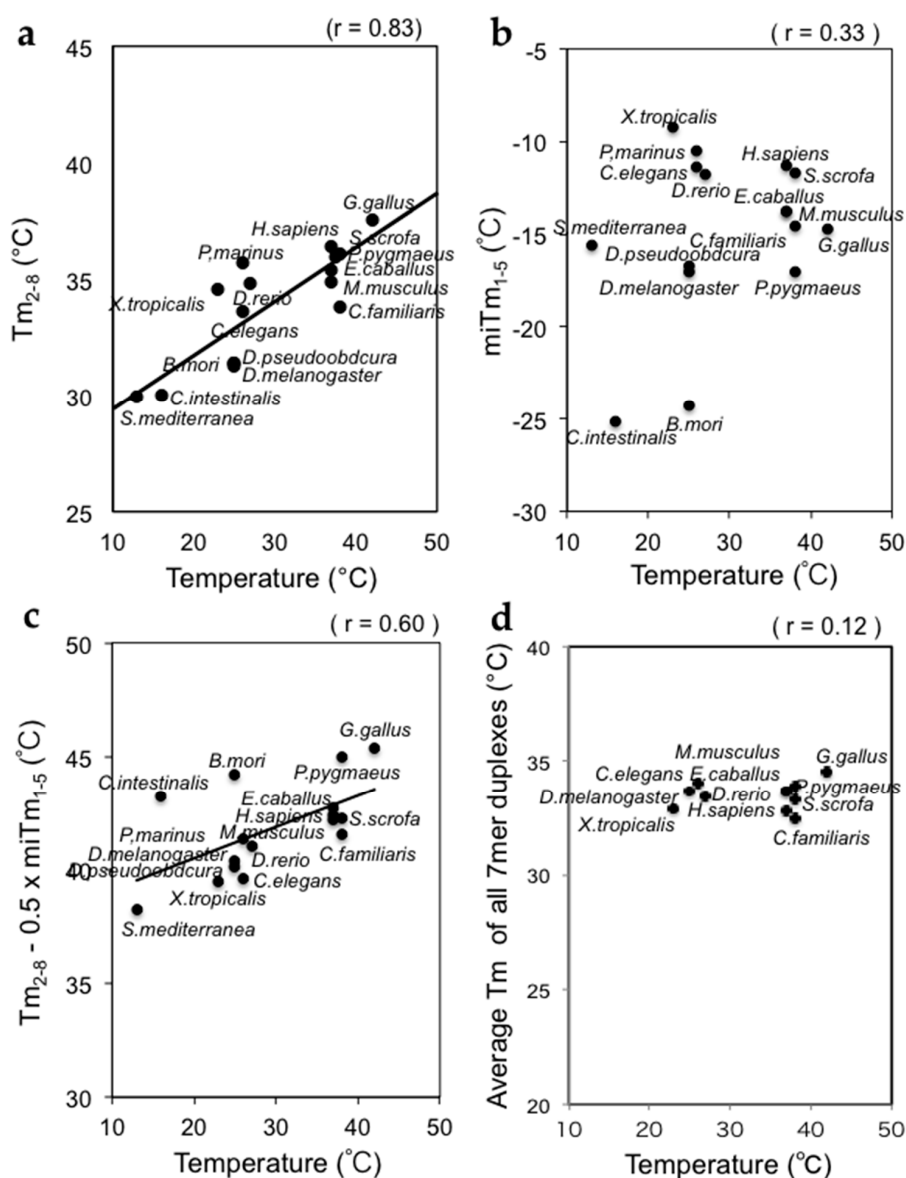 a
(r = 0.83)
45
40
35
30
25
Tm2-8 (°C)
G.gallus
H.sapiens
S.scrofa
P,marinus
P.pygmaeus
E.caballus
D.rerio
M.musculus
X.tropicalis
C.familiaris
C.elegans
B.mori
D.pseudoobdcura
D.melanogaster
C.intestinalis
S.mediterranea
10 20 30 40 50
Temperature (°C)
b
( r = 0.33 )
-5
-10
-15
-20
-25
-30
miTm1-5 (°C)
X.tropicalis
P,marinus
H.sapiens
C.elegans
S.scrofa
D.rerio
E.caballus
M.musculus
S.mediterranea
C.familiaris
G.gallus
D.pseudoobdcura
D.melanogaster
P.pygmaeus
B.mori
C.intestinalis
10 20 30 40 50
Temperature (°C)
c
( r = 0.60 )
50
45
40
35
30
Tm2-8 - 0.5 x miTm1-5 (°C)
G.gallus
B.mori
P.pygmaeus
C.intestinalis
E.caballus
H.sapiens
S.scrofa
P,marinus
M.musculus
D.melanogaster
D.rerio
C.familiaris
D.pseudoobdcura
C.elegans
X.tropicalis
S.mediterranea
10 20 30 40 50
Temperature (°C)
d
( r = 0.12 )
40
35
30
25
20
Average Tm of all 7mer duplexes (°C)
M.musculus
G.gallus
C.elegans
E.caballus
P.pygmaeus
D.melanogaster
D.rerio
S.scrofa
X.tropicalis
H.sapiens
C.familiaris
10 20 30 40 50
Temperature (°C)